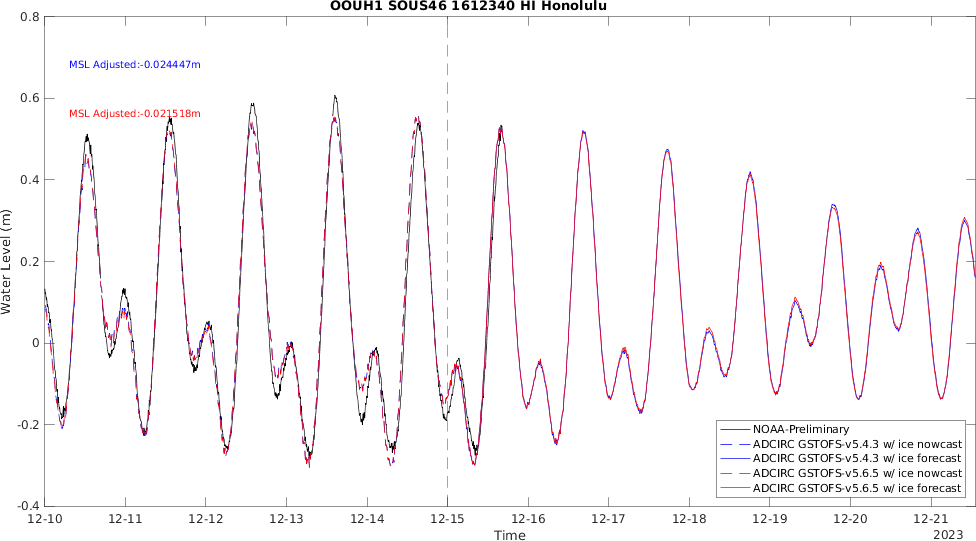 OOUH1 SOUS46 1612340 HI Honolulu
0.8
MSL Adjusted:-0.024447m
0.6
MSL Adjusted:-0.021518m
0.4
Water Level (m)
0.2
0
-0.2
NOAA-Preliminary
ADCIRC GSTOFS-v5.4.3 w/ ice nowcast
ADCIRC GSTOFS-v5.4.3 w/ ice forecast
ADCIRC GSTOFS-v5.6.5 w/ ice nowcast
ADCIRC GSTOFS-v5.6.5 w/ ice forecast
-0.4
12-10 12-11 12-12 12-13 12-14 12-15 12-16 12-17 12-18 12-19 12-20 12-21
Time
2023